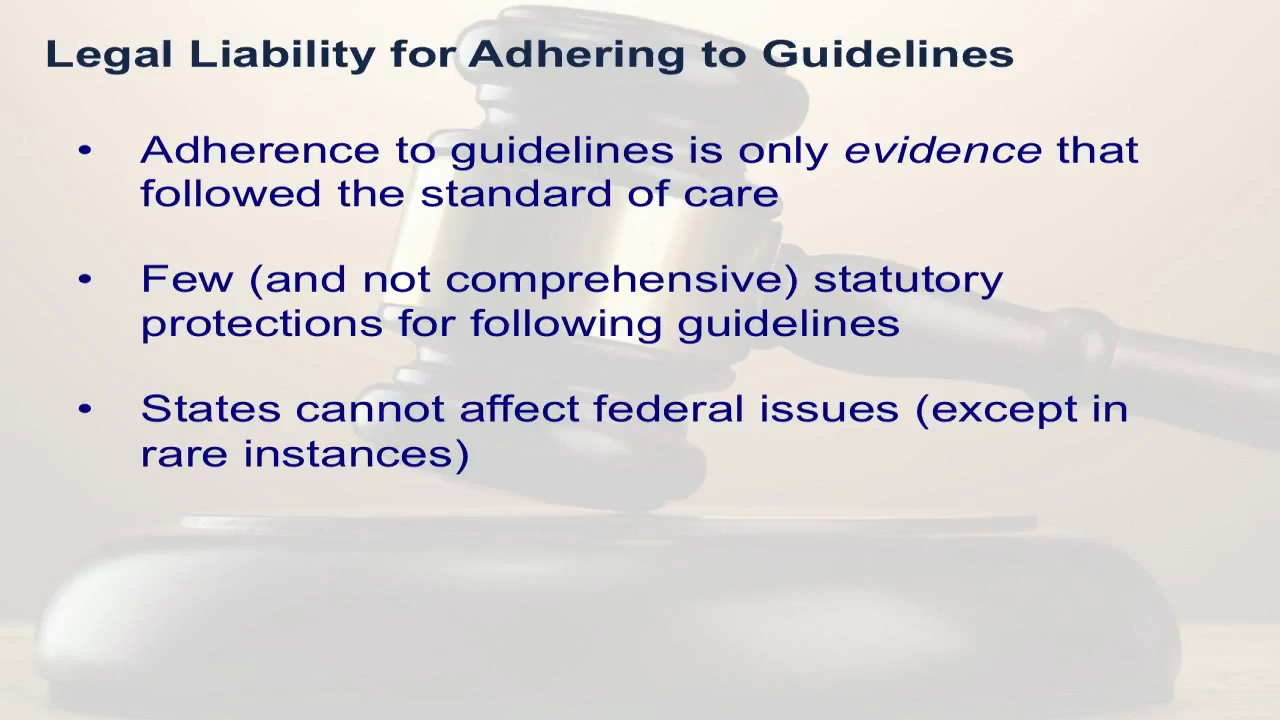 Legal Liability for Adhering to Guidelines
• Adherence to guidelines is only evidence that
followed the standard of care
• Few (and not comprehensive) statutory
protections for following guidelines
• States cannot affect federal issues (except in
rare instances)